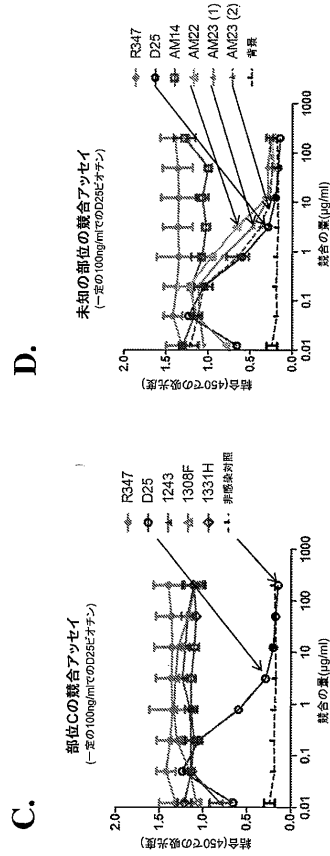 C.
部位Cの競合アッセイ
(一定の100ng/mlでのD25ビオチン)
結合(450での吸光度)
2.0
1.5
1.0
0.5
0.0
0.01
0.1
1
10
100
1000
競合の量(µg/ml)
R347
D25
1243
1308F
1331H
非感染対照
D.
未知の部位の競合アッセイ
(一定の100ng/mlでのD25ビオチン)
結合(450での吸光度)
2.0
1.5
1.0
0.5
0.0
0.01
0.1
1
10
100
1000
競合の量(µg/ml)
R347
D25
AM14
AM22
AM23 (1)
AM23 (2)
背景